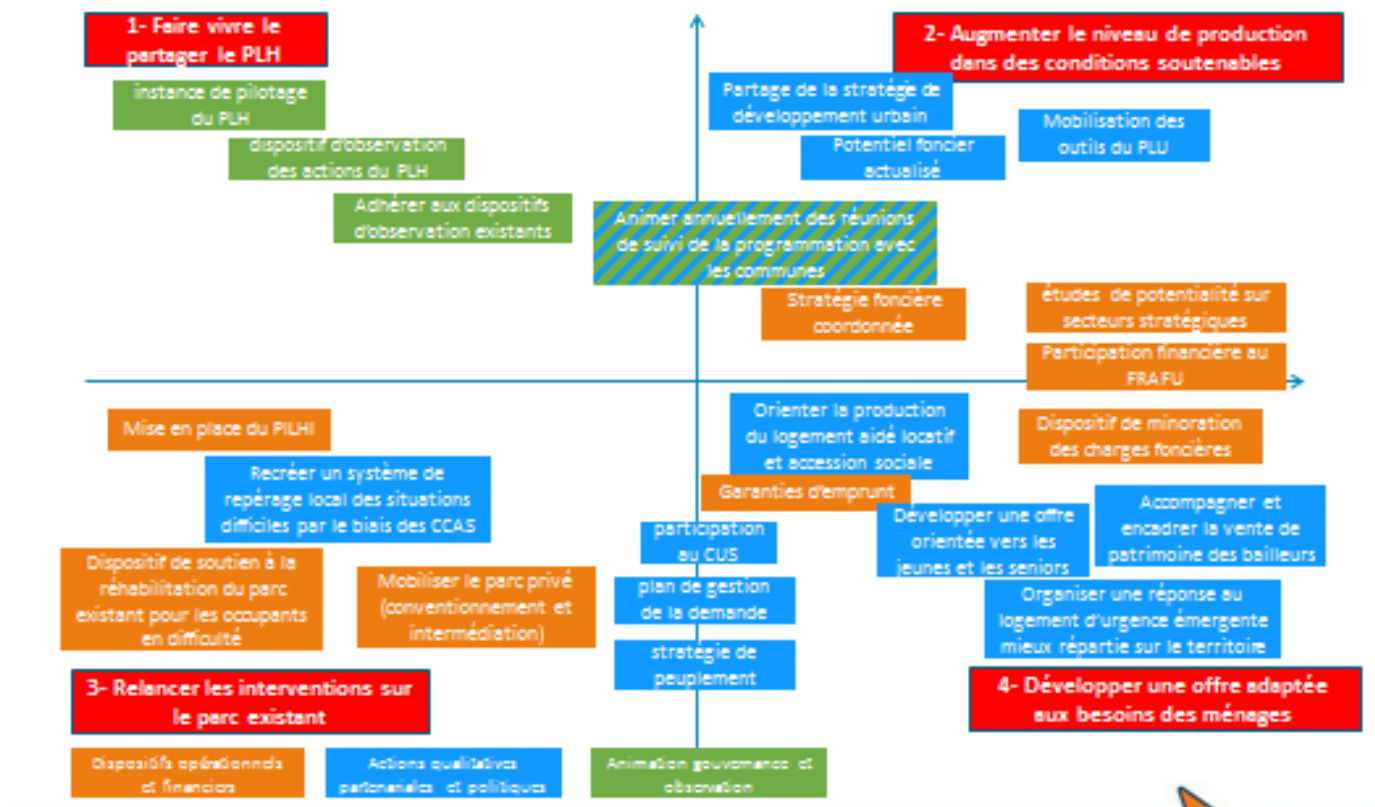 1- Faire vivre le
partager le PLH
instance de pilotage
du PLH
dispositif d'observation
des actions du PLH
Adhérer aux dispositifs
d'observation existants
2- Augmenter le niveau de production
dans des conditions soutenables
Partage de la stratégie de
développement urbain
Potentiel foncier
actualisé
Mobilisation des
outils du PLU
Animer annuellement des réunions
de suivi de la programmation avec
les communes
Stratégie foncière
coordonnée
études de potentialité sur
secteurs stratégiques
Participation financière au
FRAFU
Mise en place du PILHI
Recréer un système de
repérage local des situations
difficiles par le biais des CCAS
Dispositif de soutien à la
réhabilitation du parc
existant pour les occupants
en difficulté
Mobiliser le parc privé
(conventionnement et
intermédiation)
3- Relancer les interventions sur
le parc existant
Orienter la production
du logement aidé locatif
et accession sociale
Dispositif de minoration
des charges foncières
Garanties d'emprunt
participation
au CUS
plan de gestion
de la demande
stratégie de
peuplement
Développer une offre
orientée vers les
jeunes et les seniors
Accompagner et
encadrer la vente de
patrimoine des bailleurs
Organiser une réponse au
logement d'urgence émergente
mieux répartie sur le territoire
4- Développer une offre adaptée
aux besoins des ménages
Dispositifs opérationnels
et financiers
Actions qualitatives
partenariales et politiques
Animation gouvernance et
observation